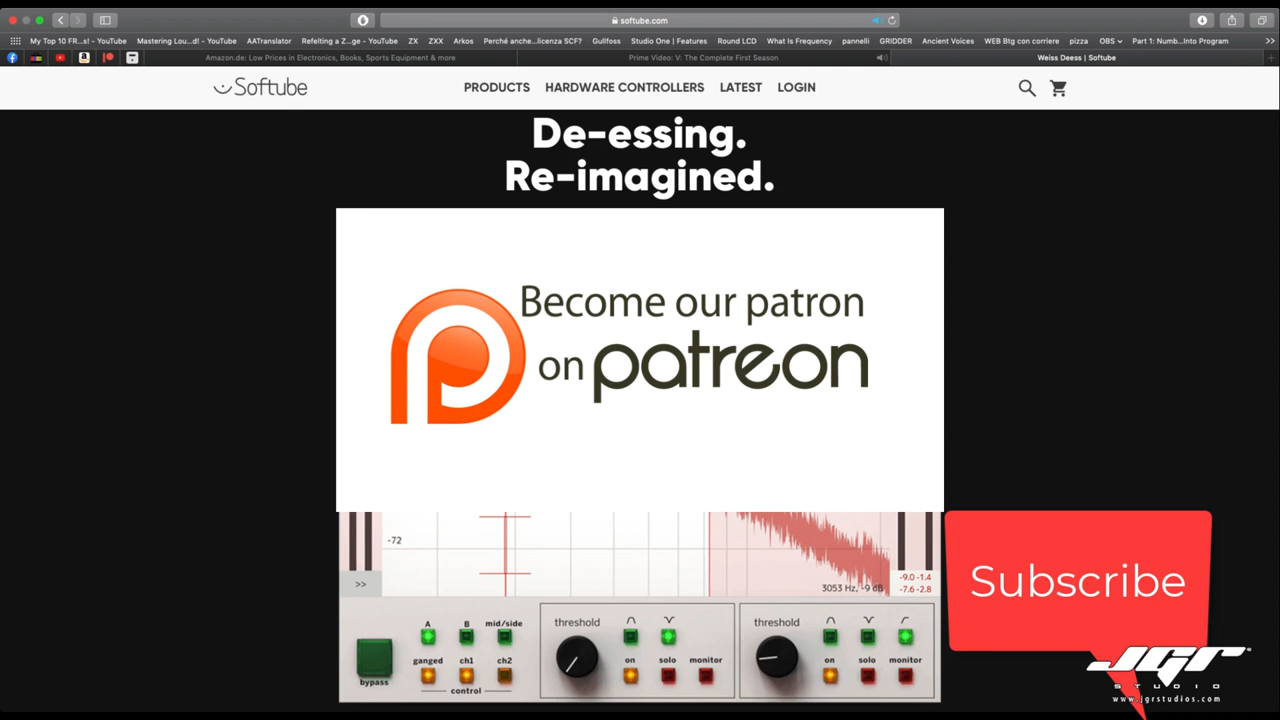 softube.com
My Top 10 FR...s! - YouTube
Mastering Lou...d! - YouTube
AATranslator
Refelting a Z...ge - YouTube
ZX
ZXX
Arkos
Perché anche...licenza SCF?
Gullfoss
Studio One | Features
Round LCD
What Is Frequency
pannelli
GRIDDER
Ancient Voices
WEB Btg con corriere
pizza
OBS
Part 1: Numb...Into Program
>>
Amazon.de: Low Prices in Electronics, Books, Sports Equipment & more
Prime Video: V: The Complete First Season
Weiss Deess | Softube
Softube
PRODUCTS
HARDWARE CONTROLLERS
LATEST
LOGIN
De-essing.
Re-imagined.
Become our patron
on patreon
-72
>>
3053 Hz, -9 dB
-9.0 -1.4
-7.6 -2.8
Subscribe
A B mid/side
ganged ch1 ch2
control
bypass
threshold
on solo monitor
threshold
on solo monitor
JGR
STUDIO
www.jgrstudios.com